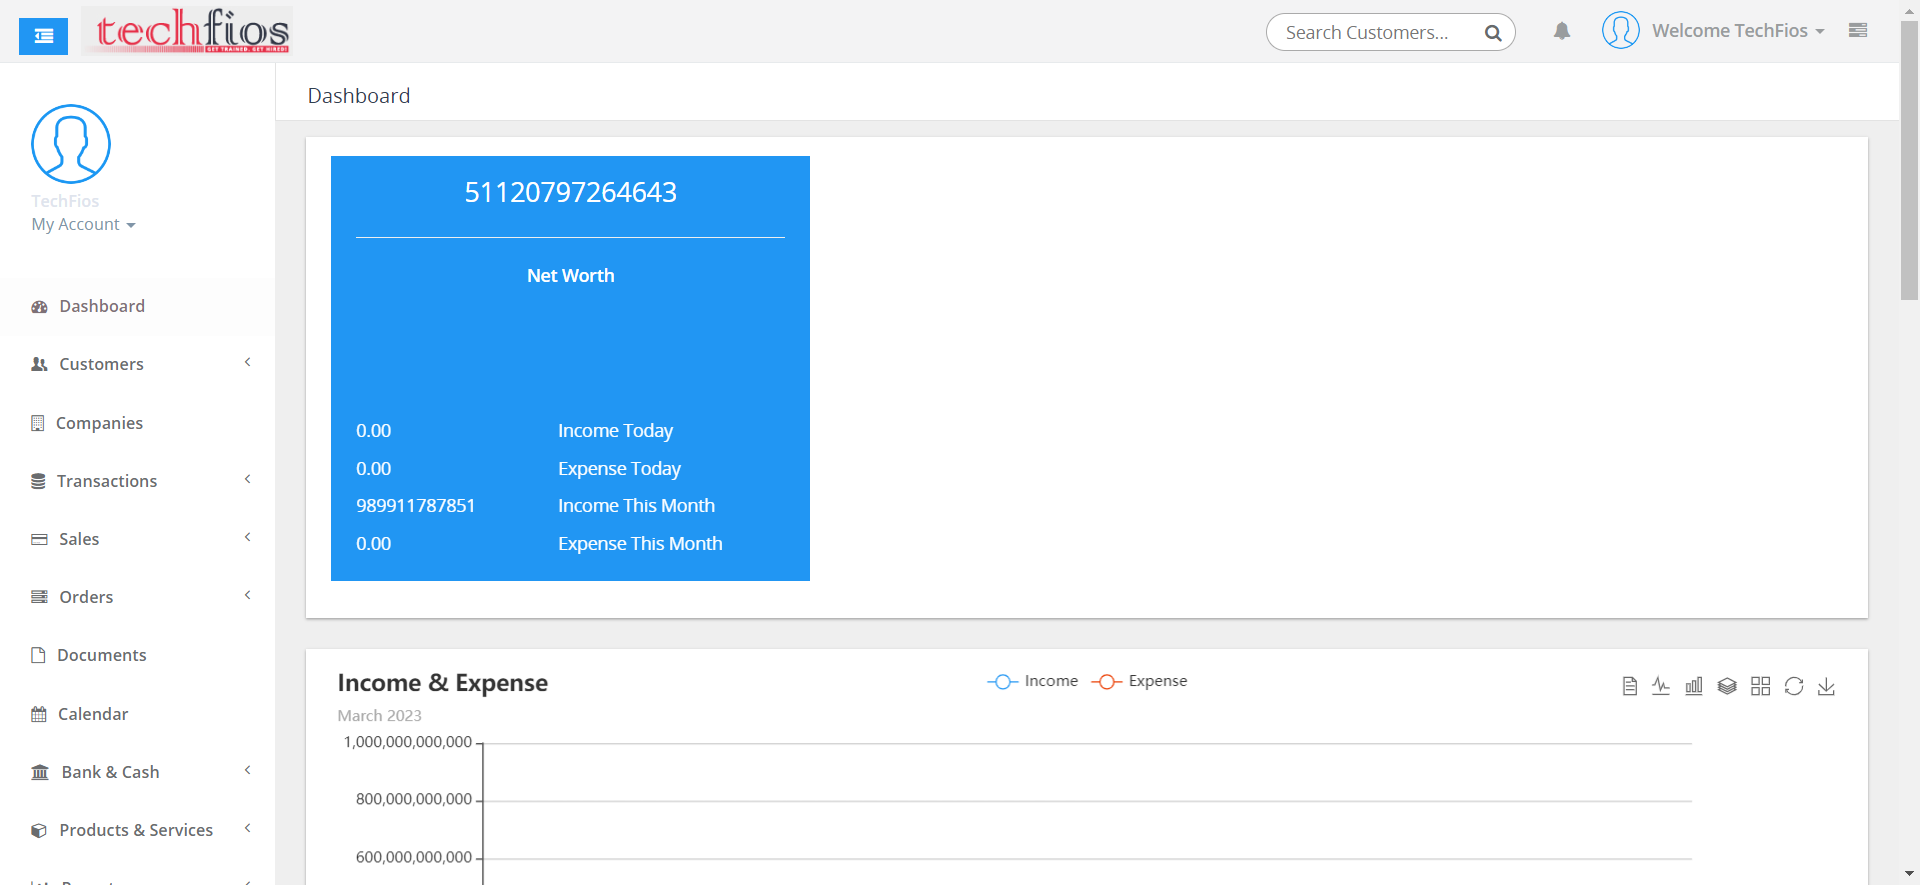 techfios
GET TRAINED. GET HIRED!
Search Customers...
Welcome TechFios
TechFios
My Account
Dashboard
Customers
Companies
Transactions
Sales
Orders
Documents
Calendar
Bank & Cash
Products & Services
Dashboard
51120797264643
Net Worth
0.00 Income Today
0.00 Expense Today
989911787851 Income This Month
0.00 Expense This Month
Income & Expense
March 2023
Income Expense
1,000,000,000,000
800,000,000,000
600,000,000,000